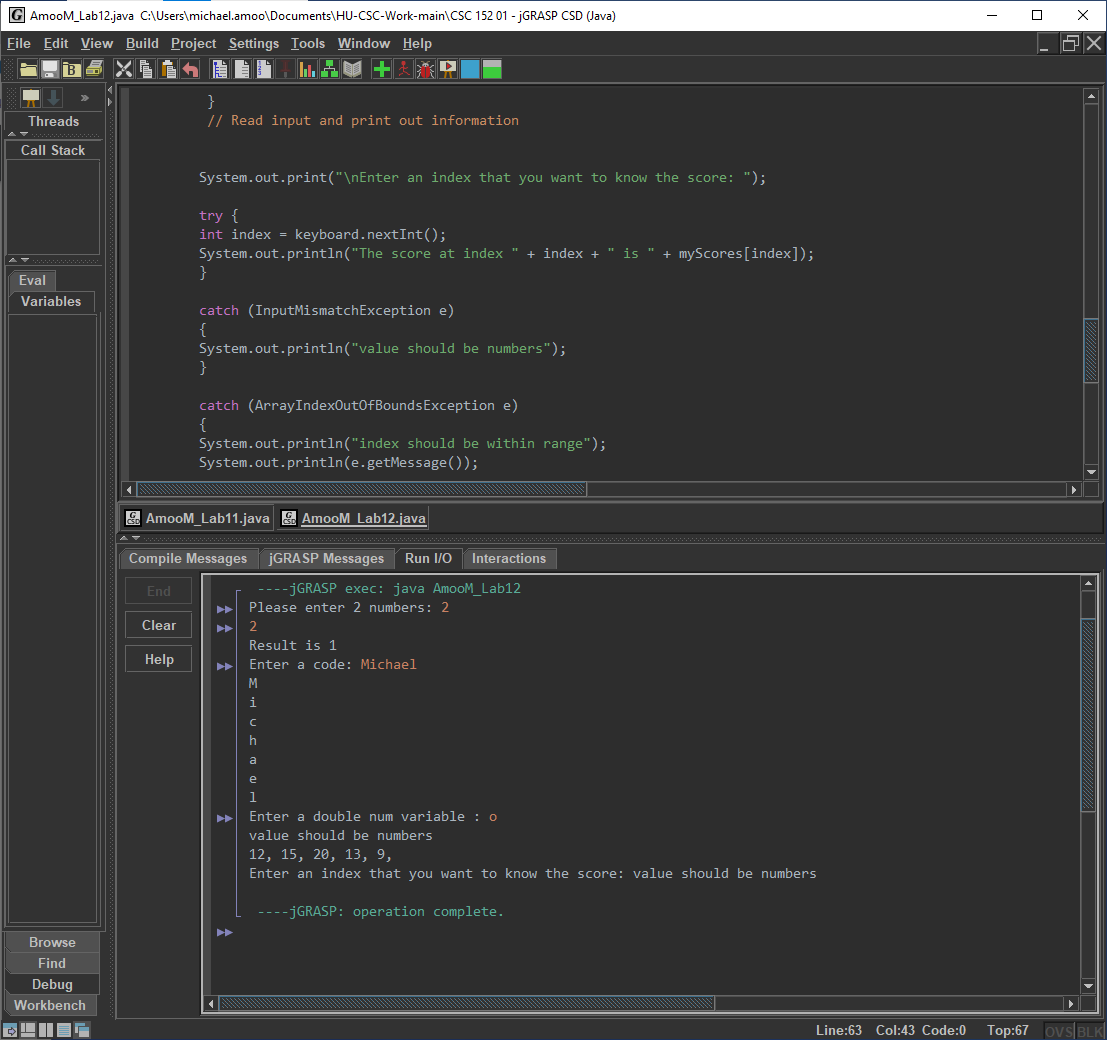 AmooM_Lab12.java  C:\Users\michael.amoo\Documents\HU-CSC-Work-main\CSC 152 01 - jGRASP CSD (Java)
File Edit View Build Project Settings Tools Window Help
Threads
Call Stack
Eval
Variables
}
// Read input and print out information
System.out.print("\nEnter an index that you want to know the score: ");
try {
int index = keyboard.nextInt();
System.out.println("The score at index " + index + " is " + myScores[index]);
}
catch (InputMismatchException e)
{
System.out.println("value should be numbers");
}
catch (ArrayIndexOutOfBoundsException e)
{
System.out.println("index should be within range");
System.out.println(e.getMessage());
AmooM_Lab11.java AmooM_Lab12.java
Compile Messages jGRASP Messages Run I/O Interactions
End
Clear
Help
----jGRASP exec: java AmooM_Lab12
Please enter 2 numbers: 2
2
Result is 1
Enter a code: Michael
M
i
c
h
a
e
l
Enter a double num variable : o
value should be numbers
12, 15, 20, 13, 9,
Enter an index that you want to know the score: value should be numbers
----jGRASP: operation complete.
Browse
Find
Debug
Workbench
Line:63 Col:43 Code:0 Top:67 OVS BLK